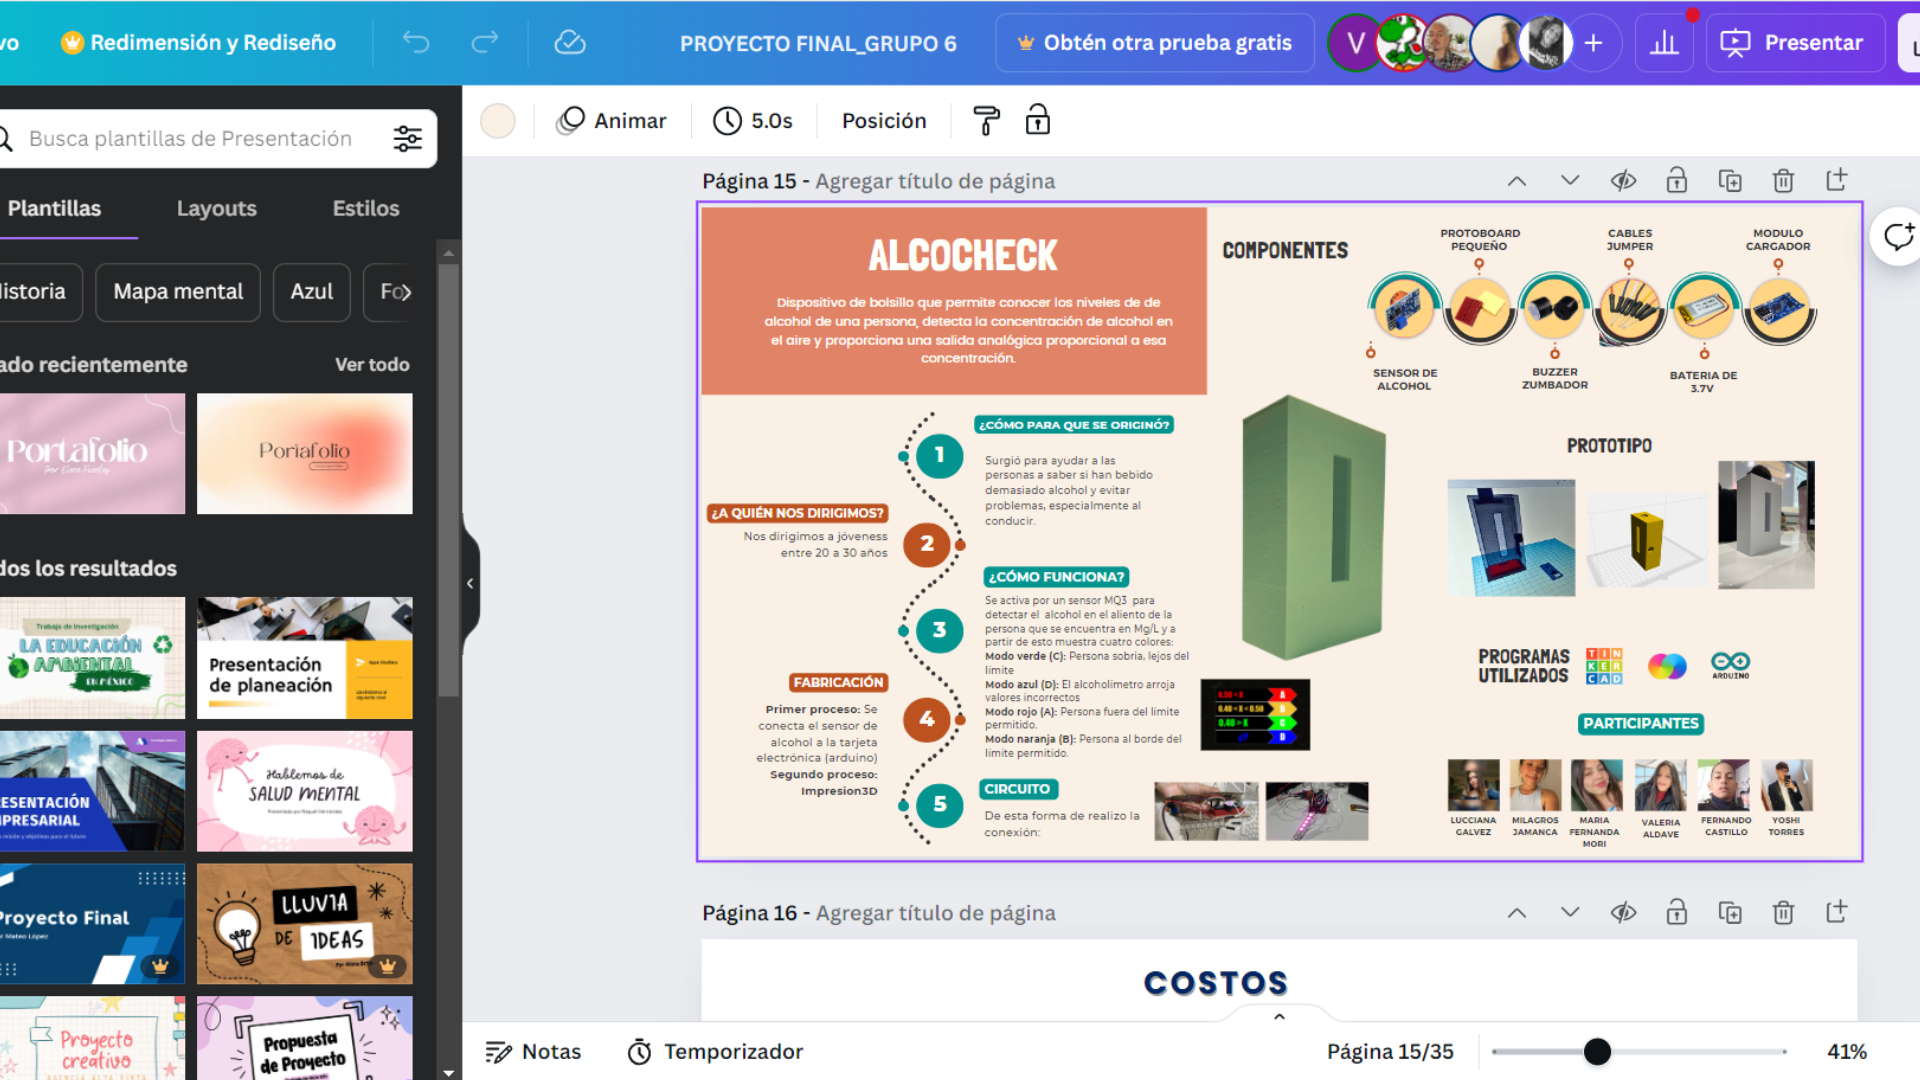 vo
Redimensión y Rediseño
PROYECTO FINAL_GRUPO 6
Obtén otra prueba gratis
V
Presentar
Busca plantillas de Presentación
Animar
5.0s
Posición
Plantillas
Layouts
Estilos
istoria
Mapa mental
Azul
Fo
ado recientemente
Ver todo
Portafolio
Portafolio
dos los resultados
Trabajo de Investigación
LA EDUCACIÓN
AMBIENTAL
EN MÉXICO
Presentación
de planeación
ESENTACIÓN
PRESARIAL
Hablemos de
SALUD MENTAL
Proyecto Final
LLUVIA
DE IDEAS
Proyecto
creativo
Propuesta
de Proyecto
Página 15 - Agregar título de página
ALCOCHECK
Dispositivo de bolsillo que permite conocer los niveles de de
alcohol de una persona, detecta la concentración de alcohol en
el aire y proporciona una salida analógica proporcional a esa
concentración.
COMPONENTES
PROTOBOARD
PEQUEÑO
CABLES
JUMPER
MODULO
CARGADOR
SENSOR DE
ALCOHOL
BUZZER
ZUMBADOR
BATERIA DE
3.7V
1
¿CÓMO PARA QUE SE ORIGINÓ?
Surgió para ayudar a las
personas a saber si han bebido
demasiado alcohol y evitar
problemas, especialmente al
conducir.
¿A QUIÉN NOS DIRIGIMOS?
Nos dirigimos a jóveness
entre 20 a 30 años
2
3
¿CÓMO FUNCIONA?
Se activa por un sensor MQ3 para
detectar el alcohol en el aliento de la
persona que se encuentra en Mg/L y a
partir de esto muestra cuatro colores:
Modo verde (C): Persona sobria, lejos del
limite
Modo azul (D): El alcoholimetro arroja
valores incorrectos
Modo rojo (A): Persona fuera del limite
permitido.
Modo naranja (B): Persona al borde del
limite permitido.
FABRICACIÓN
Primer proceso: Se
conecta el sensor de
alcohol a la tarjeta
electrónica (arduino)
Segundo proceso:
Impresion3D
4
5
CIRCUITO
De esta forma de realizo la
conexión:
0.50 < X A
0.40 < X < 0.50 B
0.40 > X C
D
PROTOTIPO
PROGRAMAS
UTILIZADOS
TIN
KER
CAD
ARDUINO
PARTICIPANTES
LUCCIANA
GALVEZ
MILAGROS
JAMANCA
MARIA
FERNANDA
MORI
VALERIA
ALDAVE
FERNANDO
CASTILLO
YOSHI
TORRES
Página 16 - Agregar título de página
COSTOS
Notas
Temporizador
Página 15/35
41%